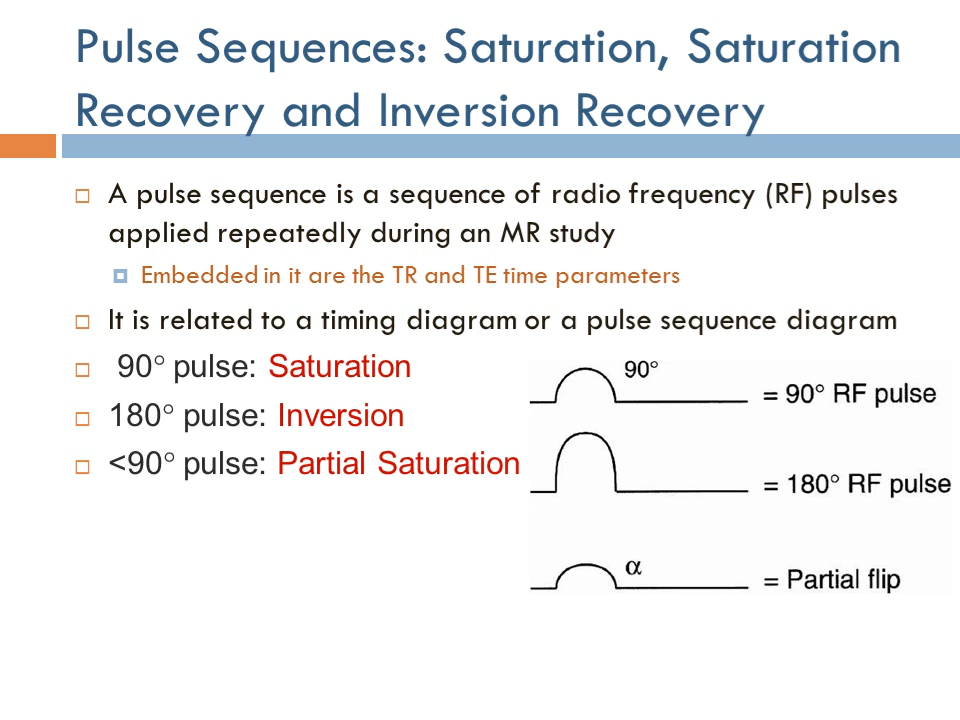 Pulse Sequences: Saturation, Saturation
Recovery and Inversion Recovery
A pulse sequence is a sequence of radio frequency (RF) pulses
applied repeatedly during an MR study
Embedded in it are the TR and TE time parameters
It is related to a timing diagram or a pulse sequence diagram
90° pulse: Saturation
180° pulse: Inversion
<90° pulse: Partial Saturation
90°
= 90° RF pulse
= 180° RF pulse
α
= Partial flip